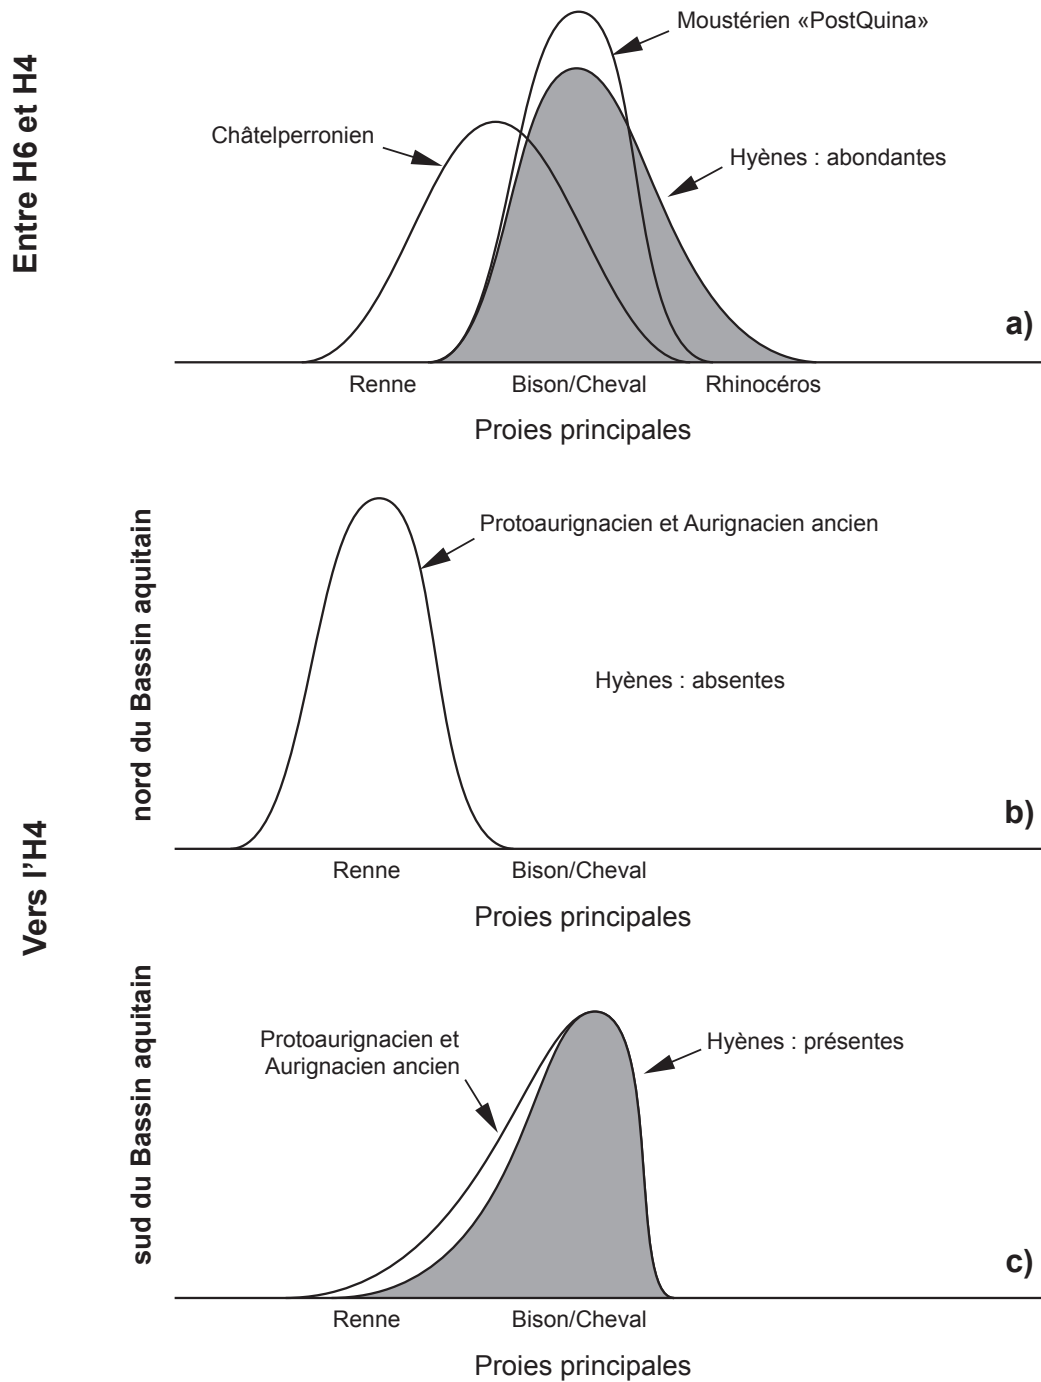 Entre H6 et H4
Moustérien «PostQuina»
Châtelperronien
Hyènes : abondantes
a)
Renne
Bison/Cheval
Rhinocéros
Proies principales
Vers l’H4
nord du Bassin aquitain
Protoaurignacien et Aurignacien ancien
Hyènes : absentes
b)
Renne
Bison/Cheval
Proies principales
sud du Bassin aquitain
Protoaurignacien et
Aurignacien ancien
Hyènes : présentes
c)
Renne
Bison/Cheval
Proies principales